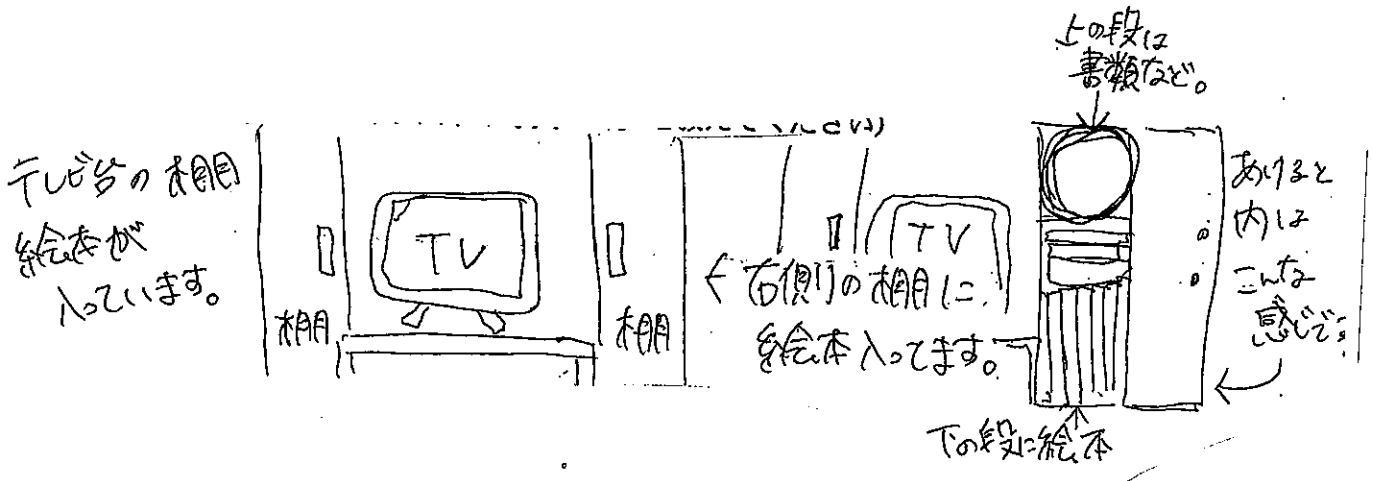 テレビ台の棚
絵本が
入っています。
TV
棚
棚
← 右側の棚に
絵本入ってます。
TV
上の段は
書類など。
あけると
内は
こんな
感じで
下の段に絵本